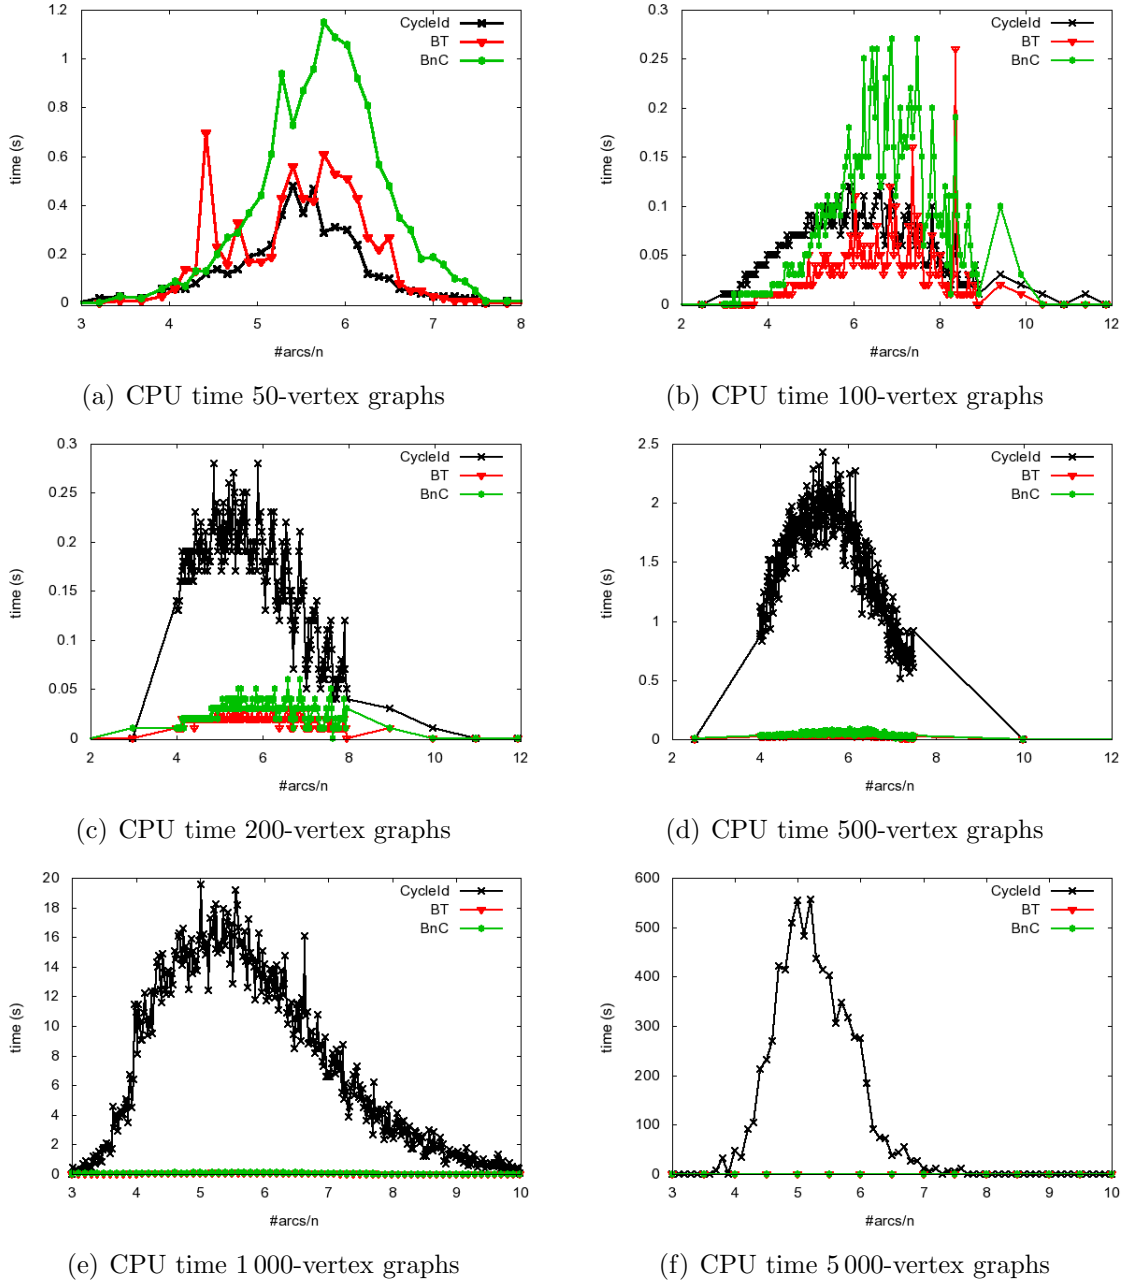 1.2
1
0.8
0.6
0.4
0.2
0
3 4 5 6 7 8
time (s)
#arcs/n
CycleId
BT
BnC
(a) CPU time 50-vertex graphs
0.3
0.25
0.2
0.15
0.1
0.05
0
2 4 6 8 10 12
time (s)
#arcs/n
CycleId
BT
BnC
(b) CPU time 100-vertex graphs
0.3
0.25
0.2
0.15
0.1
0.05
0
2 4 6 8 10 12
time (s)
#arcs/n
CycleId
BT
BnC
(c) CPU time 200-vertex graphs
2.5
2
1.5
1
0.5
0
2 4 6 8 10 12
time (s)
#arcs/n
CycleId
BT
BnC
(d) CPU time 500-vertex graphs
20
18
16
14
12
10
8
6
4
2
0
3 4 5 6 7 8 9 10
time (s)
#arcs/n
CycleId
BT
BnC
(e) CPU time 1 000-vertex graphs
600
500
400
300
200
100
0
3 4 5 6 7 8 9 10
time (s)
#arcs/n
CycleId
BT
BnC
(f) CPU time 5 000-vertex graphs